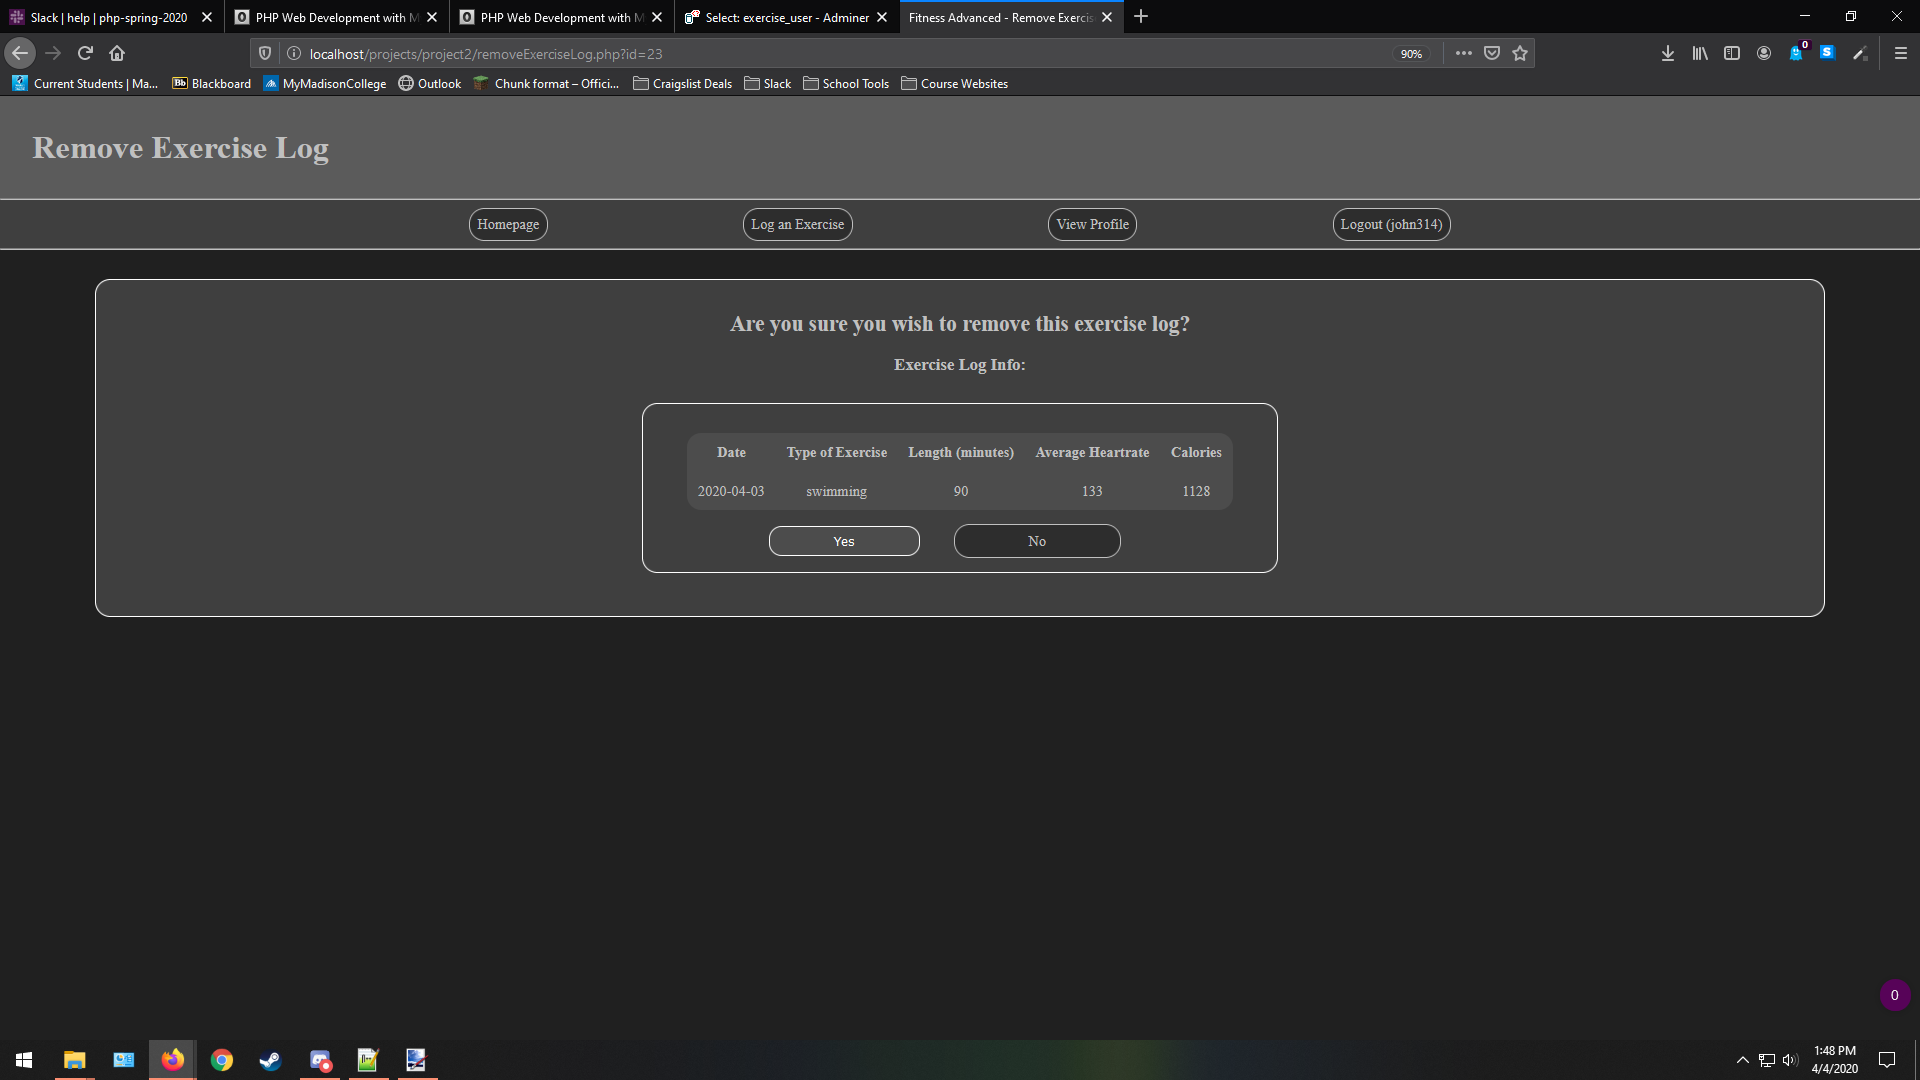 Slack | help | php-spring-2020
PHP Web Development with M
PHP Web Development with M
Select: exercise_user - Adminer
Fitness Advanced - Remove Exercis
localhost/projects/project2/removeExerciseLog.php?id=23
90%
0
Current Students | Ma...
Bb Blackboard
MyMadisonCollege
Outlook
Chunk format – Offici...
Craigslist Deals
Slack
School Tools
Course Websites
Remove Exercise Log
Homepage
Log an Exercise
View Profile
Logout (john314)
Are you sure you wish to remove this exercise log?
Exercise Log Info:
Date Type of Exercise Length (minutes) Average Heartrate Calories
2020-04-03 swimming 90 133 1128
Yes
No
0
1:48 PM
4/4/2020